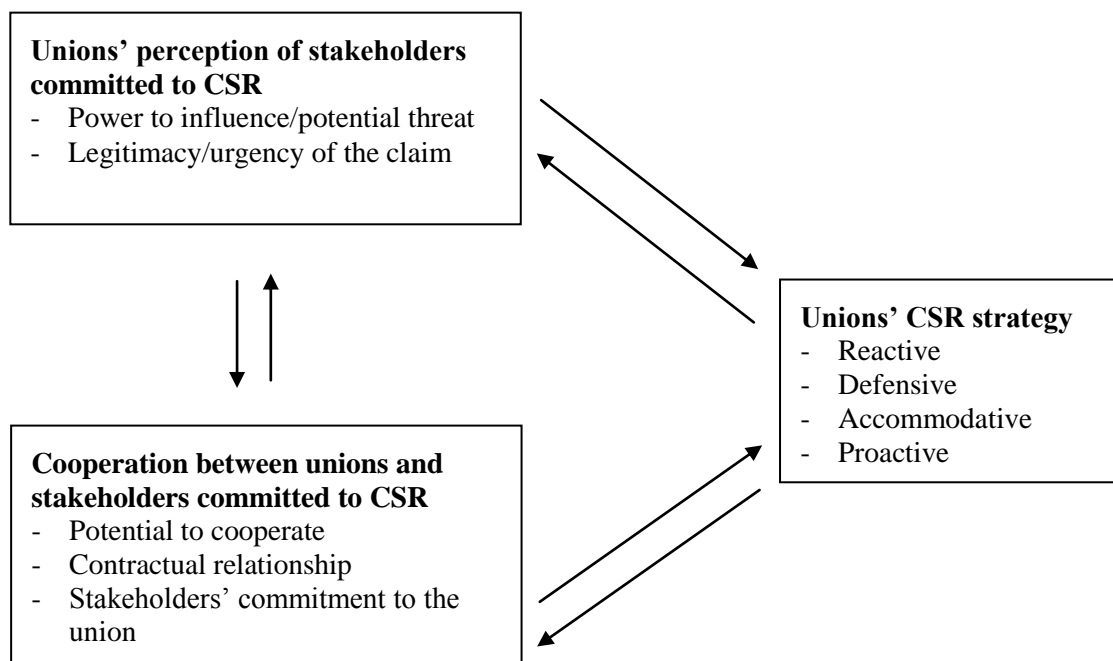 Unions’ perception of stakeholders
committed to CSR
- Power to influence/potential threat
- Legitimacy/urgency of the claim
Unions’ CSR strategy
- Reactive
- Defensive
- Accommodative
- Proactive
Cooperation between unions and
stakeholders committed to CSR
- Potential to cooperate
- Contractual relationship
- Stakeholders’ commitment to the
union